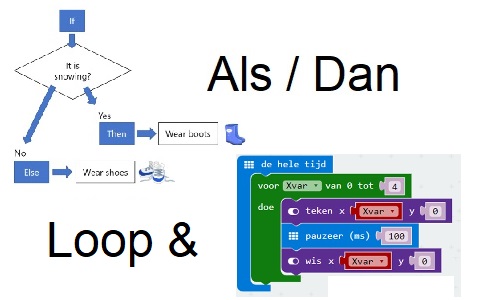 If
It is
snowing?
Als / Dan
Yes
Then
Wear boots
No
Else
Wear shoes
de hele tijd
voor Xvar van 0 tot 4
doe
teken x Xvar y 0
pauzeer (ms) 100
wis x Xvar y 0
Loop &